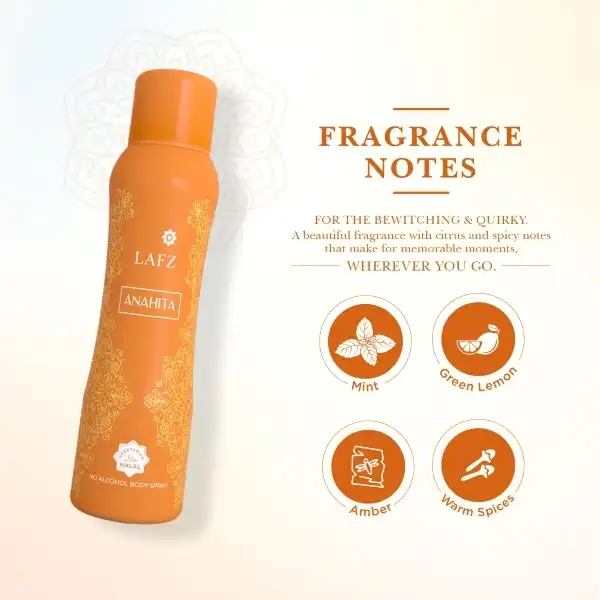 LAFZ
ANAHITA
HALAL
NO ALCOHOL BODY SPRAY
FRAGRANCE
NOTES
FOR THE BEWITCHING & QUIRKY.
A beautiful fragrance with citrus and spicy notes
that make for memorable moments,
WHEREVER YOU GO.
Mint
Green Lemon
Amber
Warm Spices